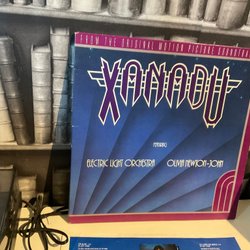 FROM THE ORIGINAL MOTION PICTURE SOUNDTRACK
XANADU
FEATURING
ELECTRIC LIGHT ORCHESTRA OLIVIA NEWTON-JOHN